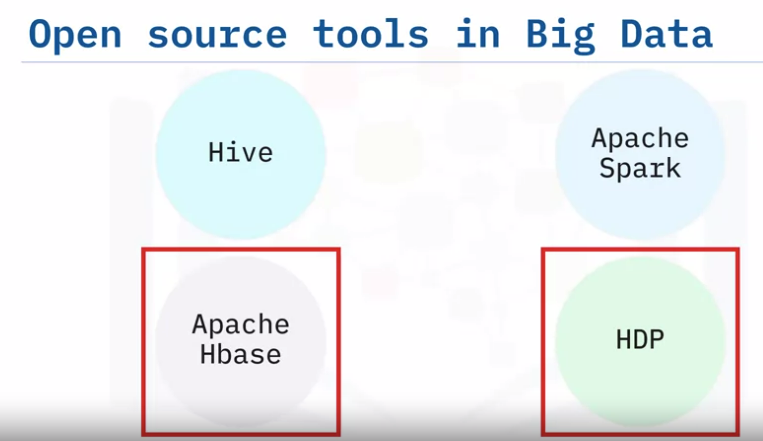 Open source tools in Big Data
Hive
Apache
Spark
Apache
Hbase
HDP